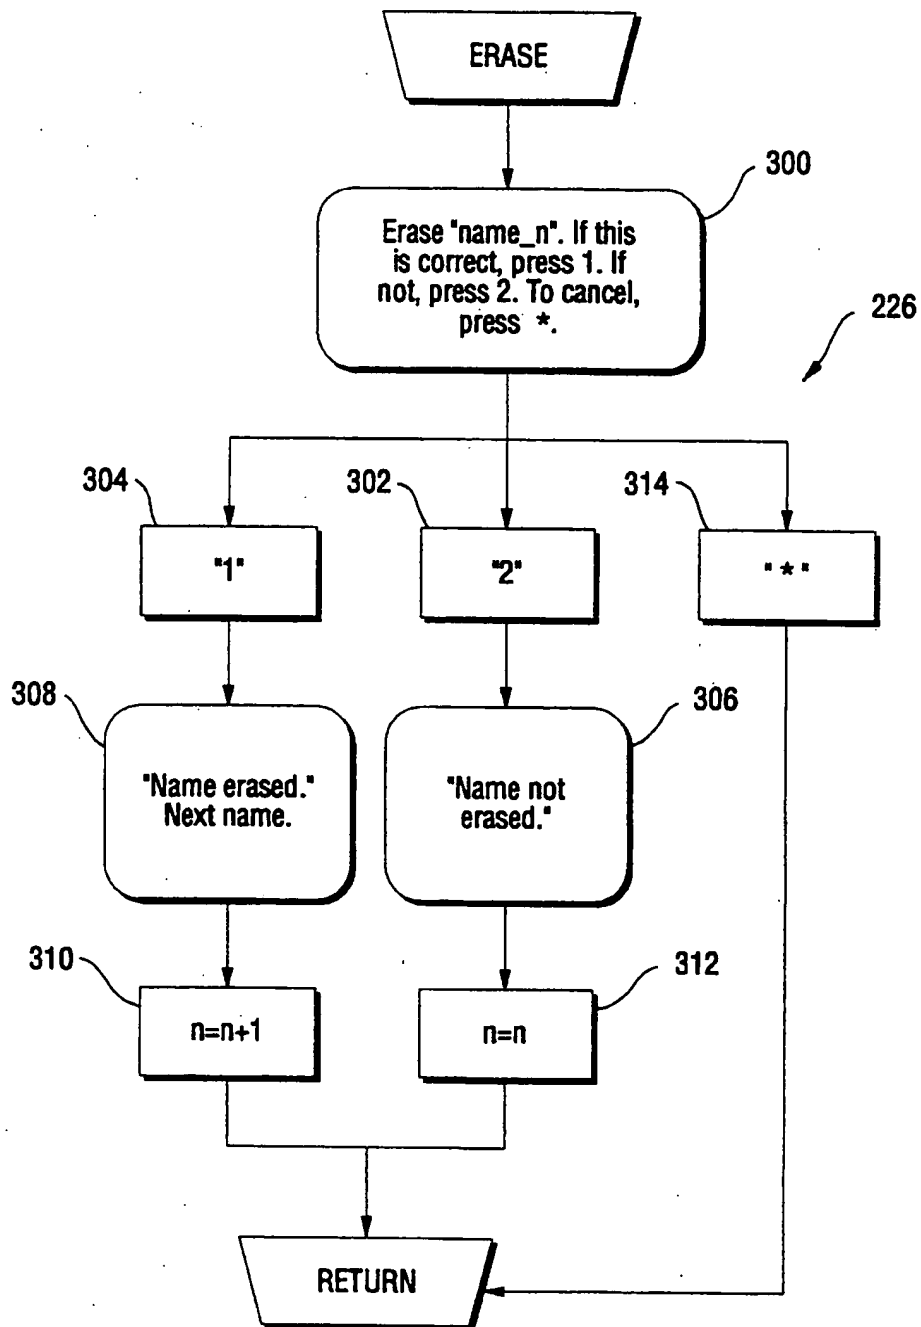 ERASE
300
Erase "name_n". If this
is correct, press 1. If
not, press 2. To cancel,
press *.
226
304
302
314
"1"
"2"
"*"
308
306
"Name erased."
Next name.
"Name not
erased."
310
312
n=n+1
n=n
RETURN